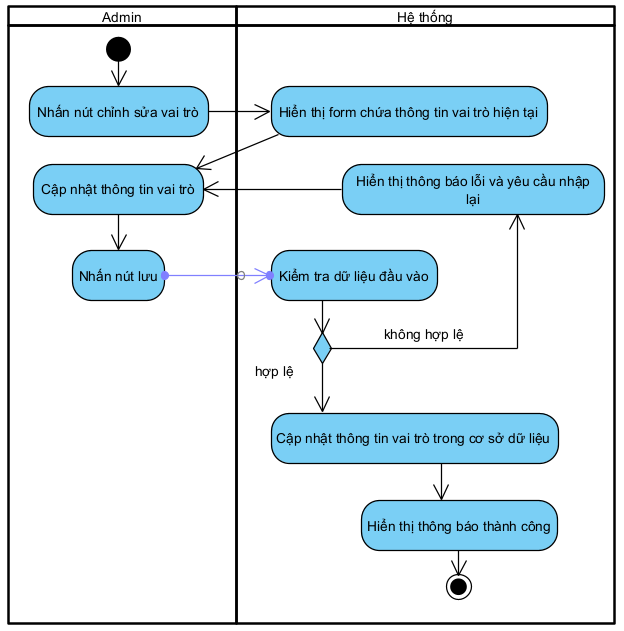 Admin
Hệ thống
Nhấn nút chỉnh sửa vai trò
Hiển thị form chứa thông tin vai trò hiện tại
Cập nhật thông tin vai trò
Hiển thị thông báo lỗi và yêu cầu nhập
lại
Nhấn nút lưu
Kiểm tra dữ liệu đầu vào
không hợp lệ
hợp lệ
Cập nhật thông tin vai trò trong cơ sở dữ liệu
Hiển thị thông báo thành công